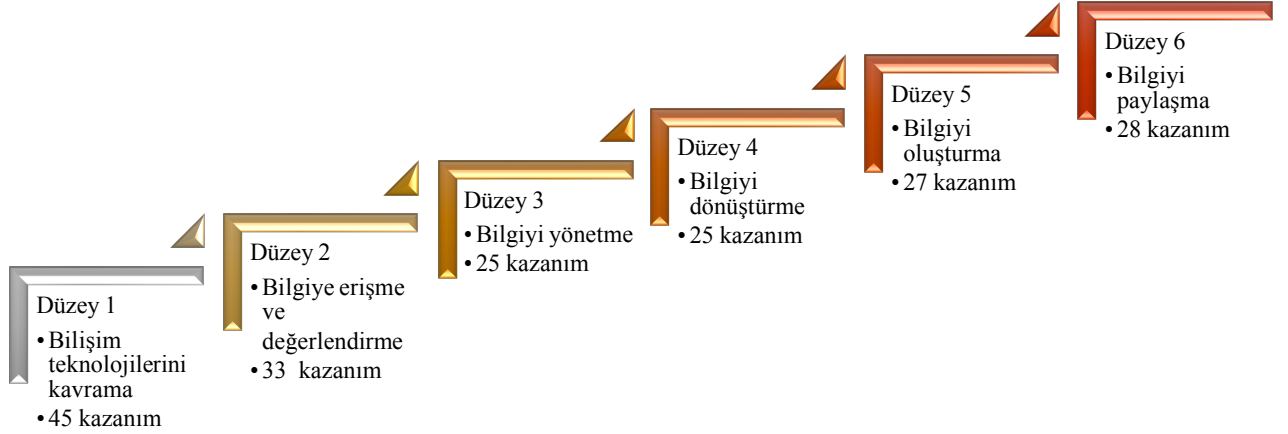 Düzey 1
• Bilişim
teknolojilerini
kavrama
• 45 kazanım
Düzey 2
• Bilgiye erişme
ve
değerlendirme
• 33 kazanım
Düzey 3
• Bilgiyi yönetme
• 25 kazanım
Düzey 4
• Bilgiyi
dönüştürme
• 25 kazanım
Düzey 5
• Bilgiyi
oluşturma
• 27 kazanım
Düzey 6
• Bilgiyi
paylaşma
• 28 kazanım